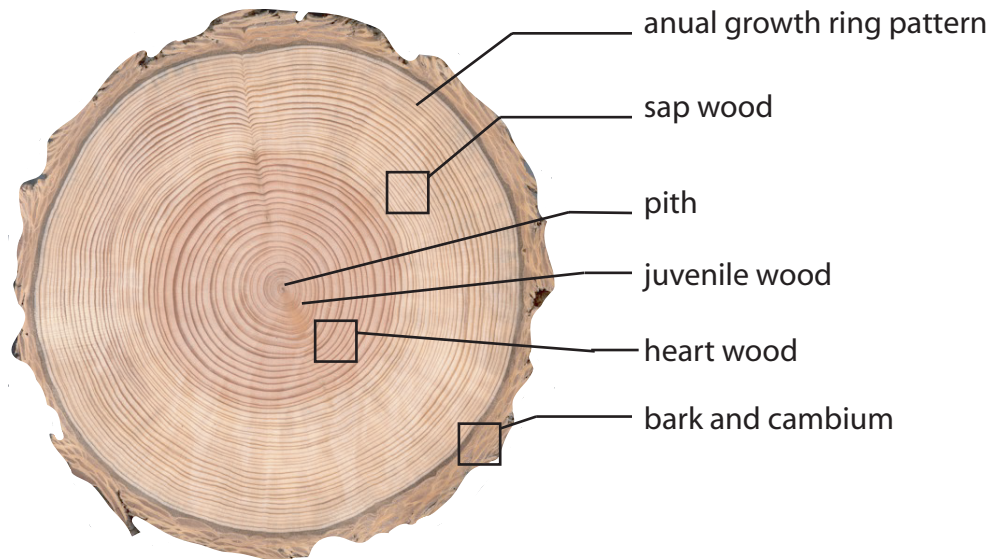 anual growth ring pattern
sap wood
pith
juvenile wood
heart wood
bark and cambium